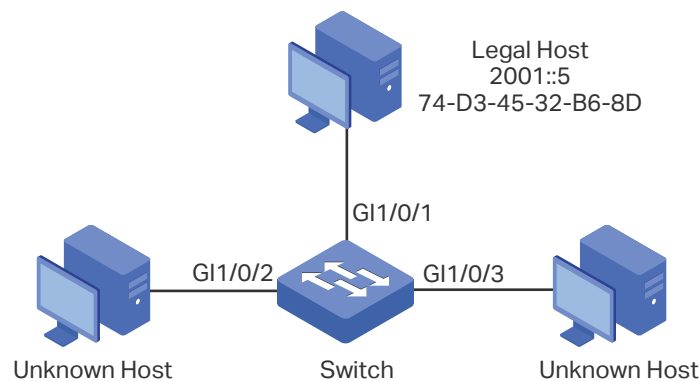 Legal Host
2001::5
74-D3-45-32-B6-8D
GI1/0/1
GI1/0/2
GI1/0/3
Unknown Host
Switch
Unknown Host